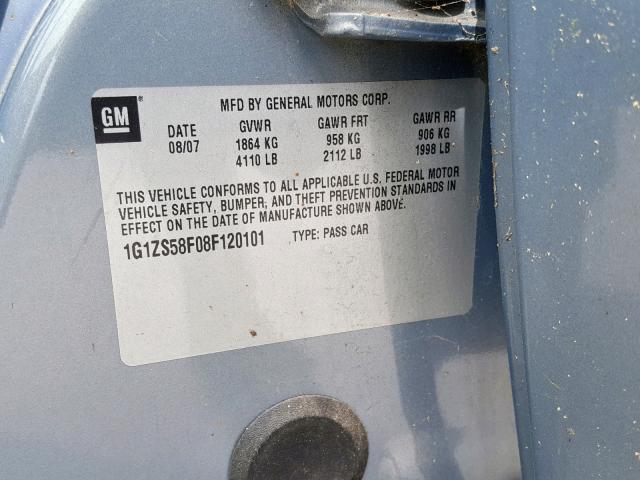 GM®
MFD BY GENERAL MOTORS CORP.
DATE GVWR GAWR FRT GAWR RR
08/07 1864 KG 958 KG 906 KG
4110 LB 2112 LB 1998 LB
THIS VEHICLE CONFORMS TO ALL APPLICABLE U.S. FEDERAL MOTOR
VEHICLE SAFETY, BUMPER, AND THEFT PREVENTION STANDARDS IN
EFFECT ON THE DATE OF MANUFACTURE SHOWN ABOVE.
1G1ZS58F08F120101 TYPE: PASS CAR